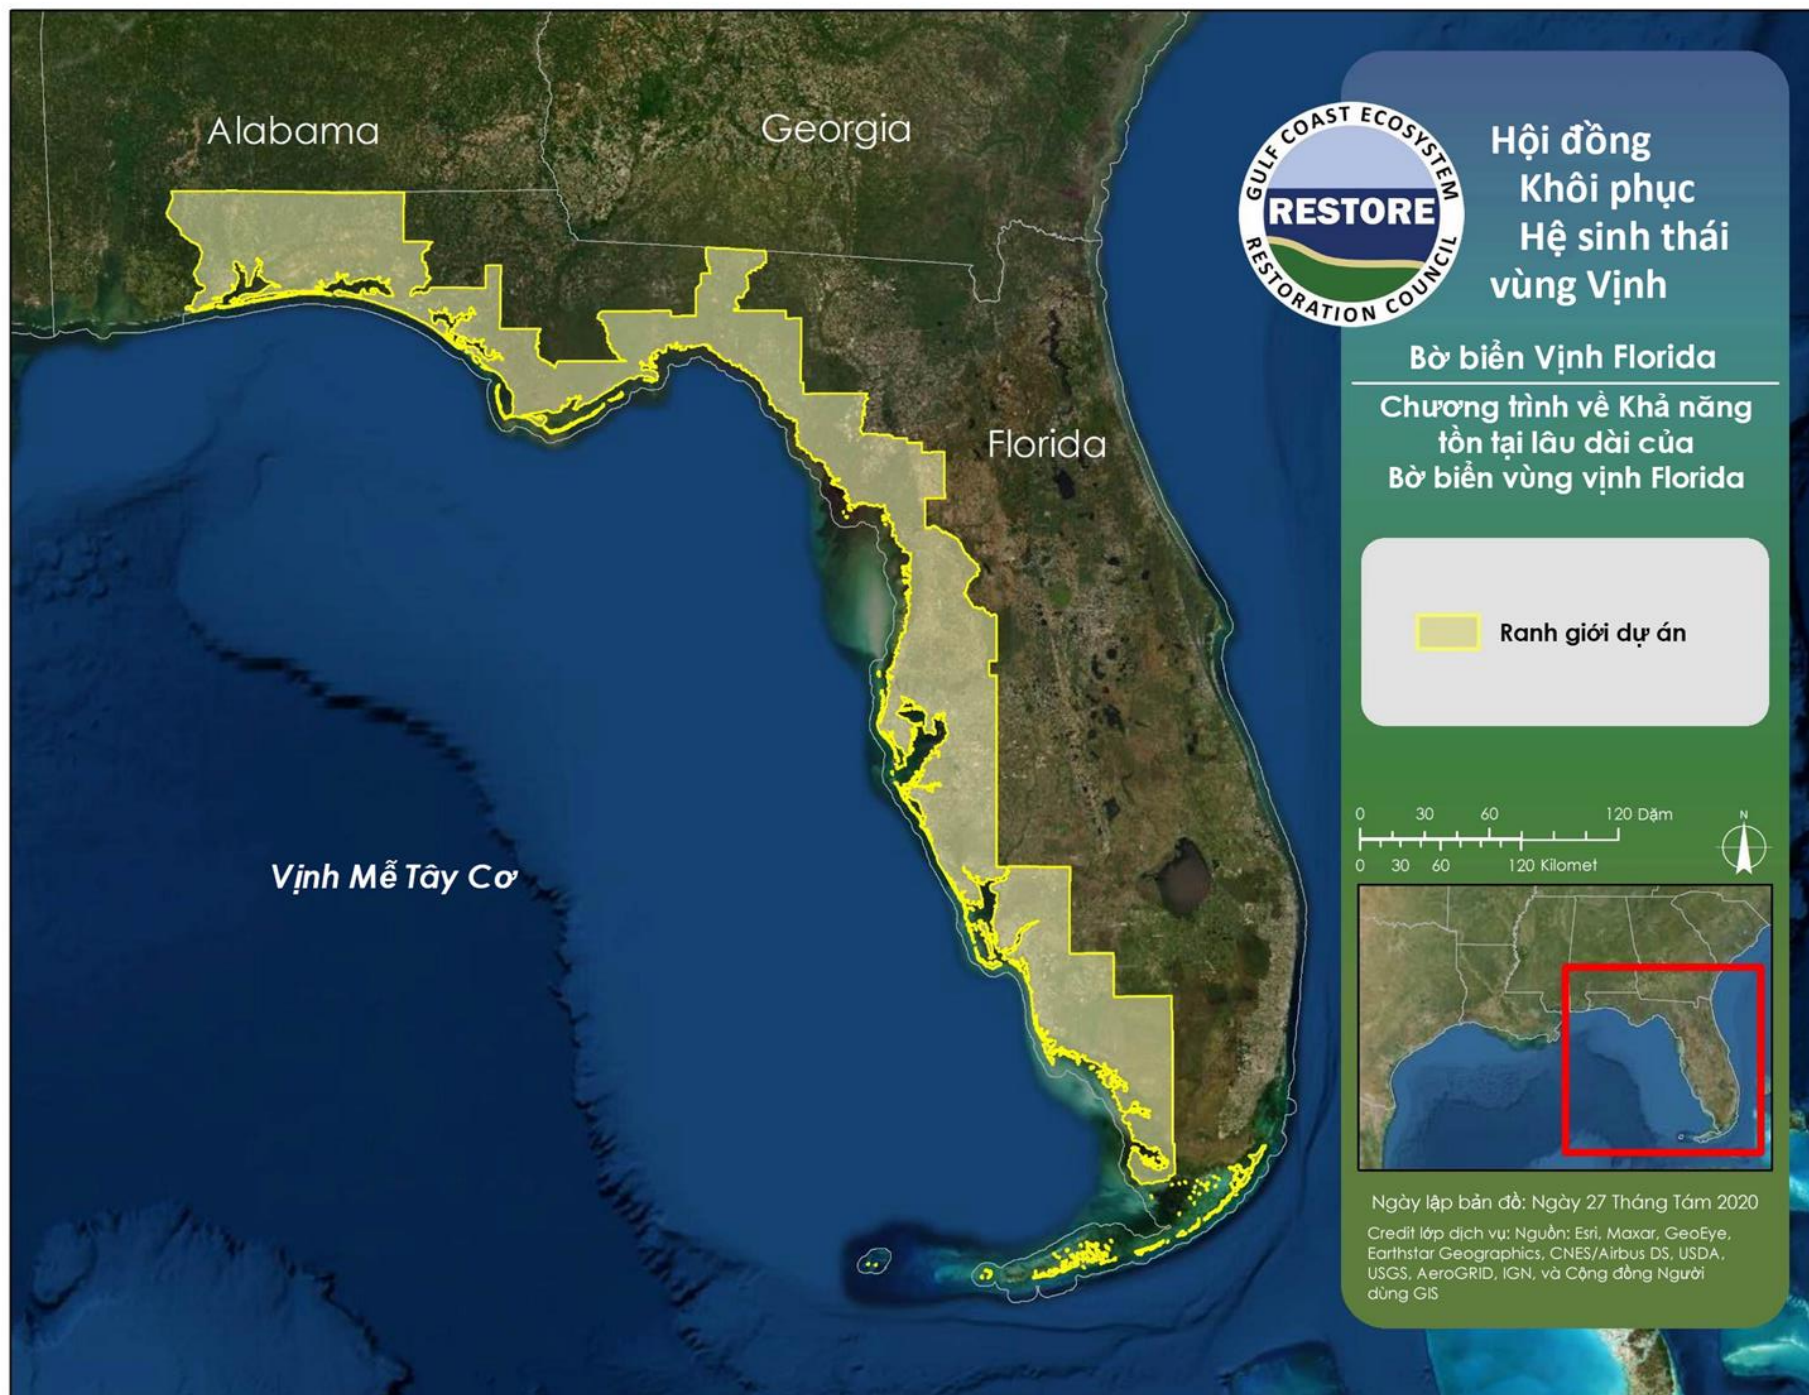 Alabama
Georgia
Florida
Vịnh Mễ Tây Cơ
GULF COAST ECOSYSTEM
RESTORE
RESTORATION COUNCIL
Hội đồng
Khôi phục
Hệ sinh thái
vùng Vịnh
Bờ biển Vịnh Florida
Chương trình về Khả năng
tồn tại lâu dài của
Bờ biển vùng vịnh Florida
Ranh giới dự án
0 30 60 120 Dặm
0 30 60 120 Kilomet
N
Ngày lập bản đồ: Ngày 27 Tháng Tám 2020
Credit lớp dịch vụ: Nguồn: Esri, Maxar, GeoEye,
Earthstar Geographics, CNES/Airbus DS, USDA,
USGS, AeroGRID, IGN, và Cộng đồng Người
dùng GIS